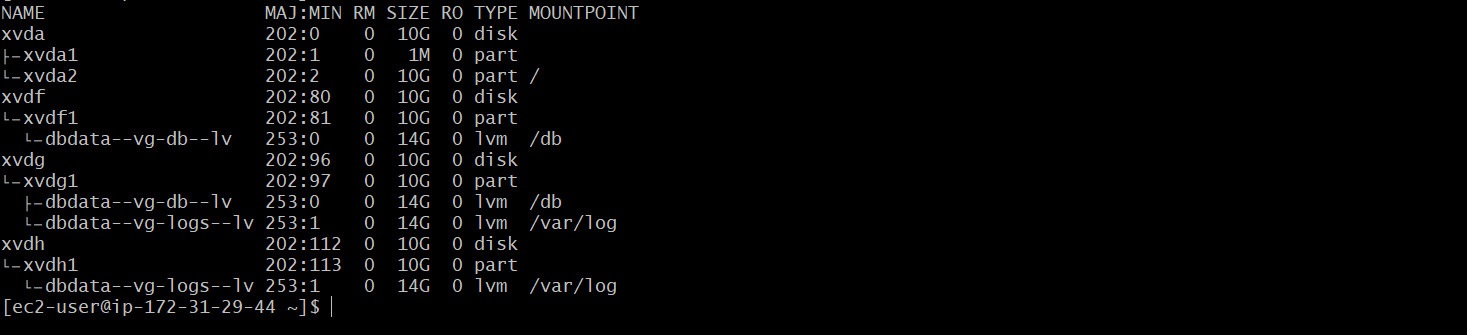 NAME                    MAJ:MIN RM SIZE RO TYPE MOUNTPOINT
xvda                    202:0    0  10G  0 disk
├─xvda1                 202:1    0   1M  0 part
└─xvda2                 202:2    0  10G  0 part /
xvdf                    202:80   0  10G  0 disk
└─xvdf1                 202:81   0  10G  0 part
  └─dbdata--vg-db--lv   253:0    0  14G  0 lvm  /db
xvdg                    202:96   0  10G  0 disk
└─xvdg1                 202:97   0  10G  0 part
  ├─dbdata--vg-db--lv   253:0    0  14G  0 lvm  /db
  └─dbdata--vg-logs--lv 253:1    0  14G  0 lvm  /var/log
xvdh                    202:112  0  10G  0 disk
└─xvdh1                 202:113  0  10G  0 part
  └─dbdata--vg-logs--lv 253:1    0  14G  0 lvm  /var/log
[ec2-user@ip-172-31-29-44 ~]$